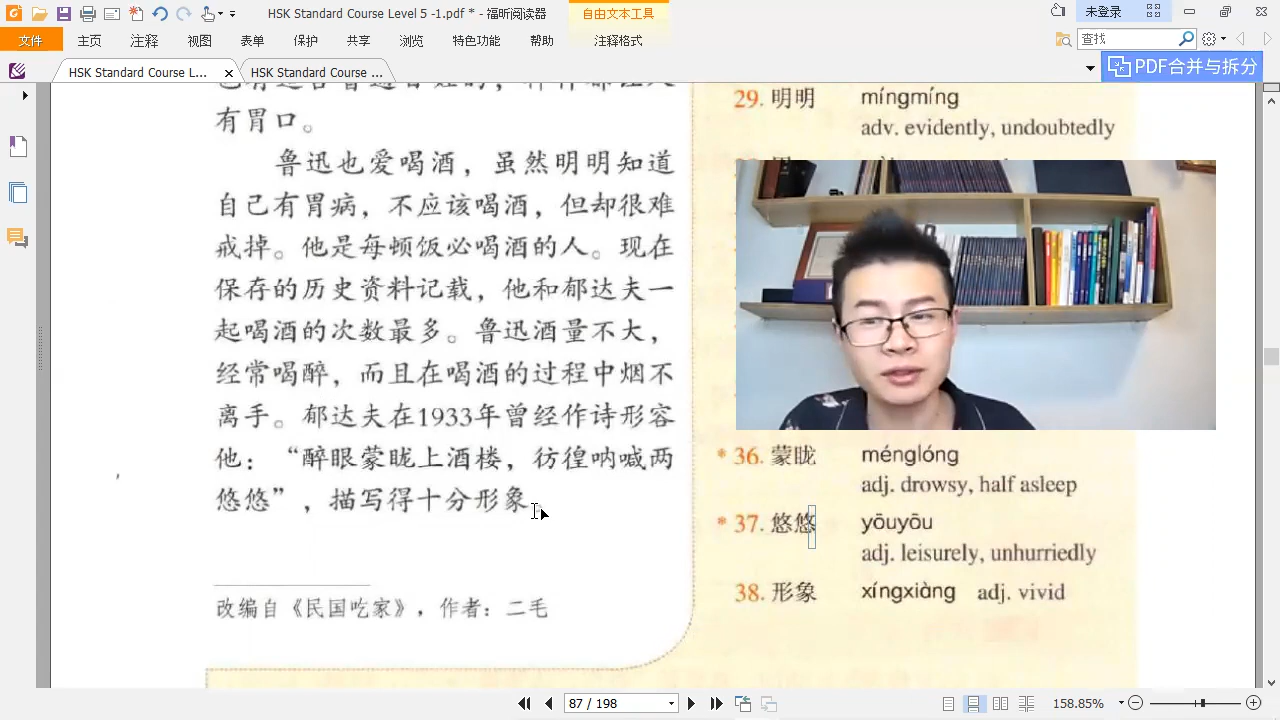 HSK Standard Course Level 5 -1.pdf * - 福昕阅读器
自由文本工具
未登录
文件
主页
注释
视图
表单
保护
共享
浏览
特色功能
帮助
注释格式
查找
HSK Standard Course L...
HSK Standard Course ...
PDF合并与拆分
有胃口。
鲁迅也爱喝酒，虽然明明知道
自己有胃病，不应该喝酒，但却很难
戒掉。他是每顿饭必喝酒的人。现在
保存的历史资料记载，他和郁达夫一
起喝酒的次数最多。鲁迅酒量不大，
经常喝醉，而且在喝酒的过程中烟不
离手。郁达夫在1933年曾经作诗形容
他：“醉眼蒙眬上酒楼，彷徨呐喊两
悠悠”，描写得十分形象。
改编自《民国吃家》，作者：二毛
29. 明明 míngmíng
adv. evidently, undoubtedly
* 36. 蒙眬 ménglóng
adj. drowsy, half asleep
* 37. 悠悠 yōuyōu
adj. leisurely, unhurriedly
38. 形象 xíngxiàng adj. vivid
87 / 198
158.85%